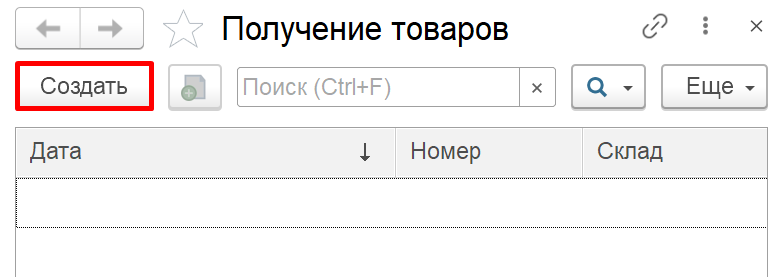 Получение товаров
Создать Поиск (Ctrl+F) Еще
Дата Номер Склад